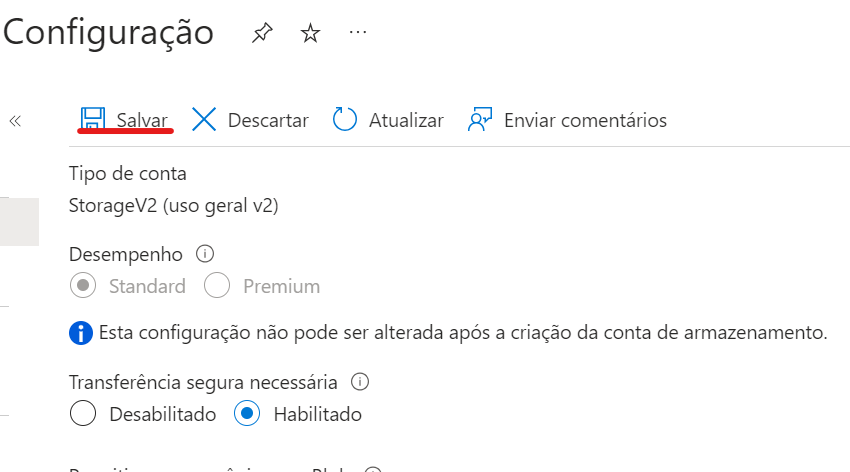 Configuração
Salvar Descartar Atualizar Enviar comentários
Tipo de conta
StorageV2 (uso geral v2)
Desempenho
Standard Premium
Esta configuração não pode ser alterada após a criação da conta de armazenamento.
Transferência segura necessária
Desabilitado Habilitado